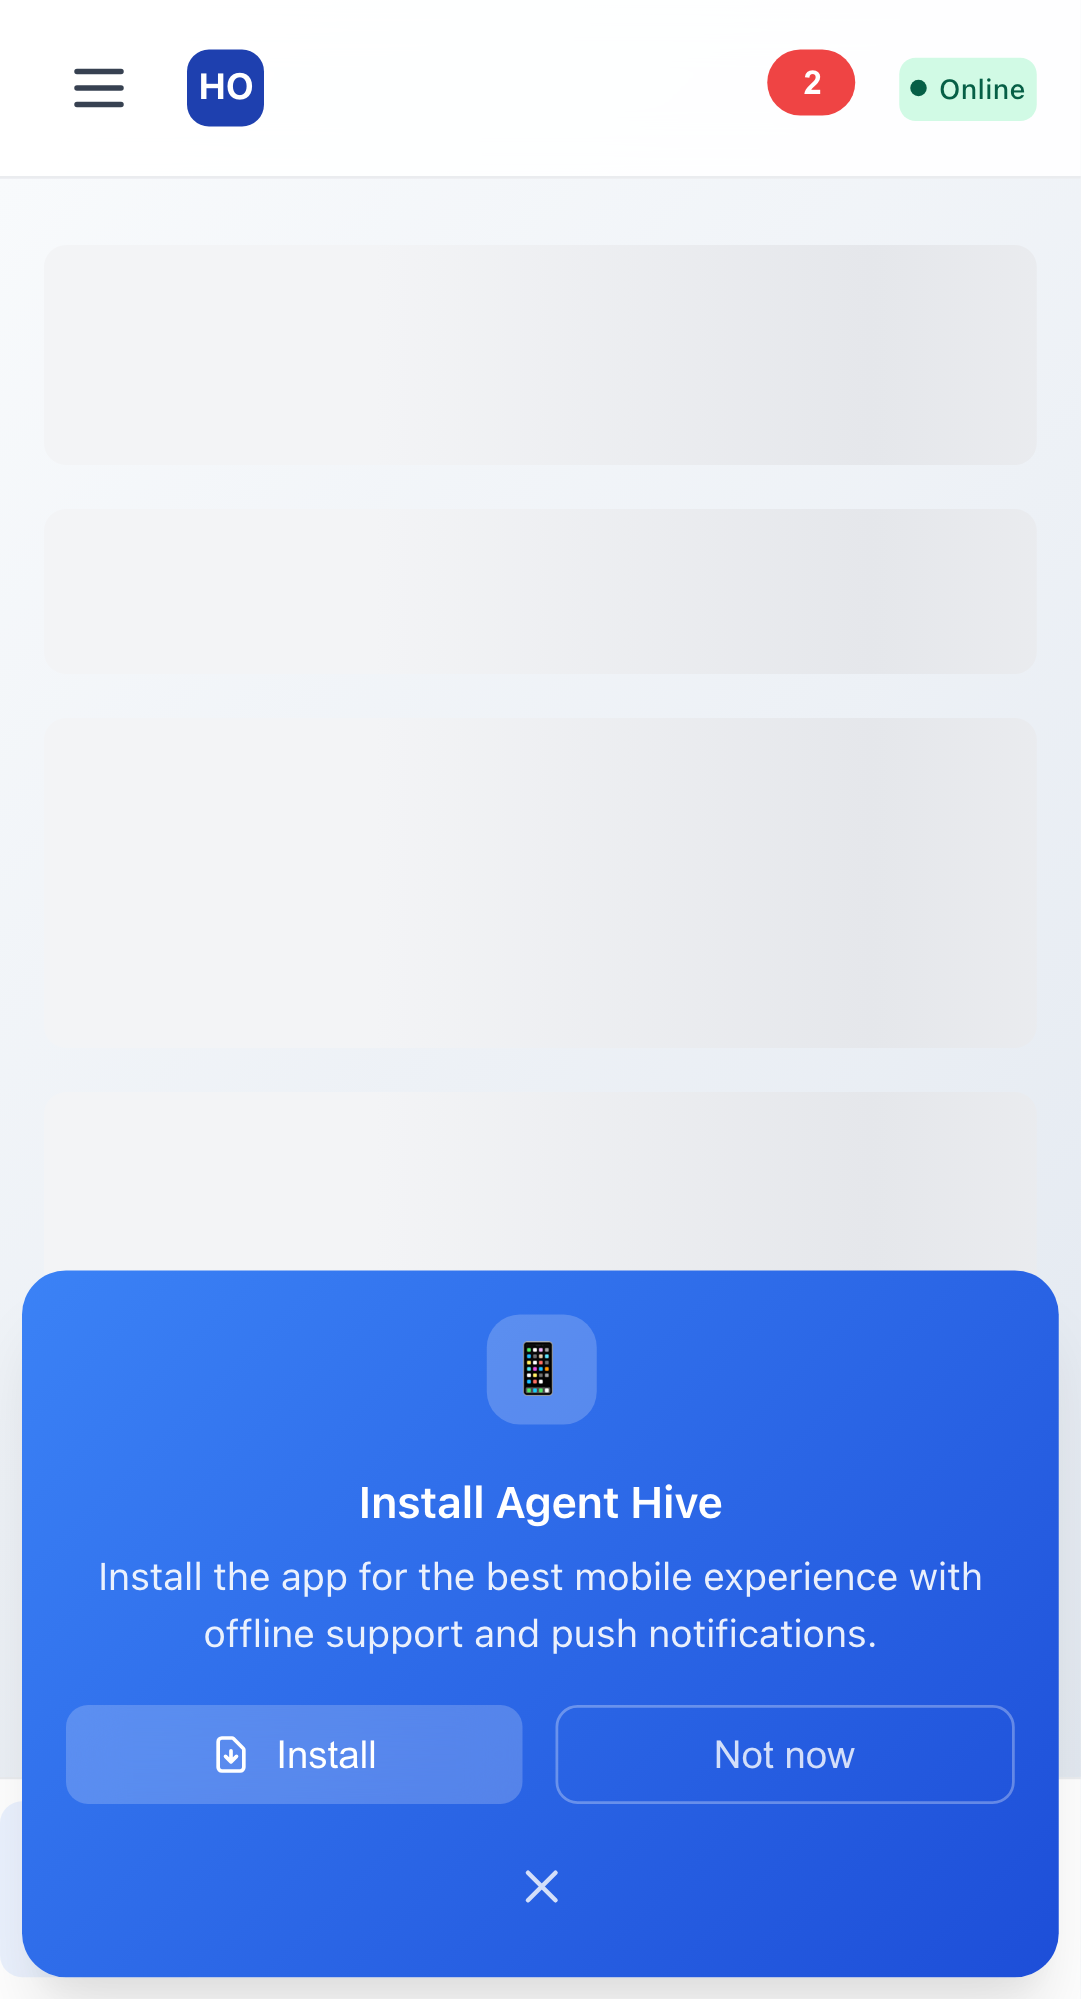 HO
2
Online
Install Agent Hive
Install the app for the best mobile experience with
offline support and push notifications.
Install
Not now